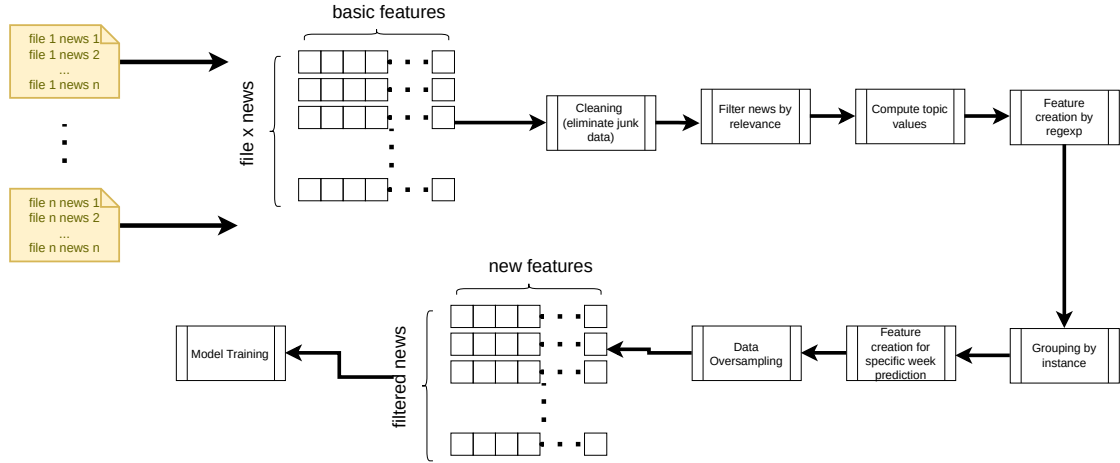 basic features
file 1 news 1
file 1 news 2
...
file 1 news n
file x news
Cleaning
(eliminate junk
data)
Filter news by
relevance
Compute topic
values
Feature
creation by
regexp
file n news 1
file n news 2
...
file n news n
new features
filtered news
Model Training
Data
Oversampling
Feature
creation for
specific week
prediction
Grouping by
instance